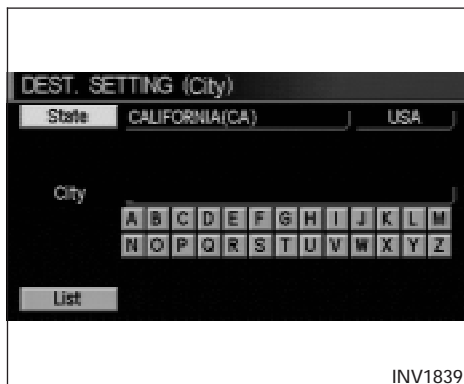 DEST. SETTING (City)
State CALIFORNIA(CA) USA
City
A B C D E F G H I J K L M
N O P Q R S T U V W X Y Z
List
INV1839